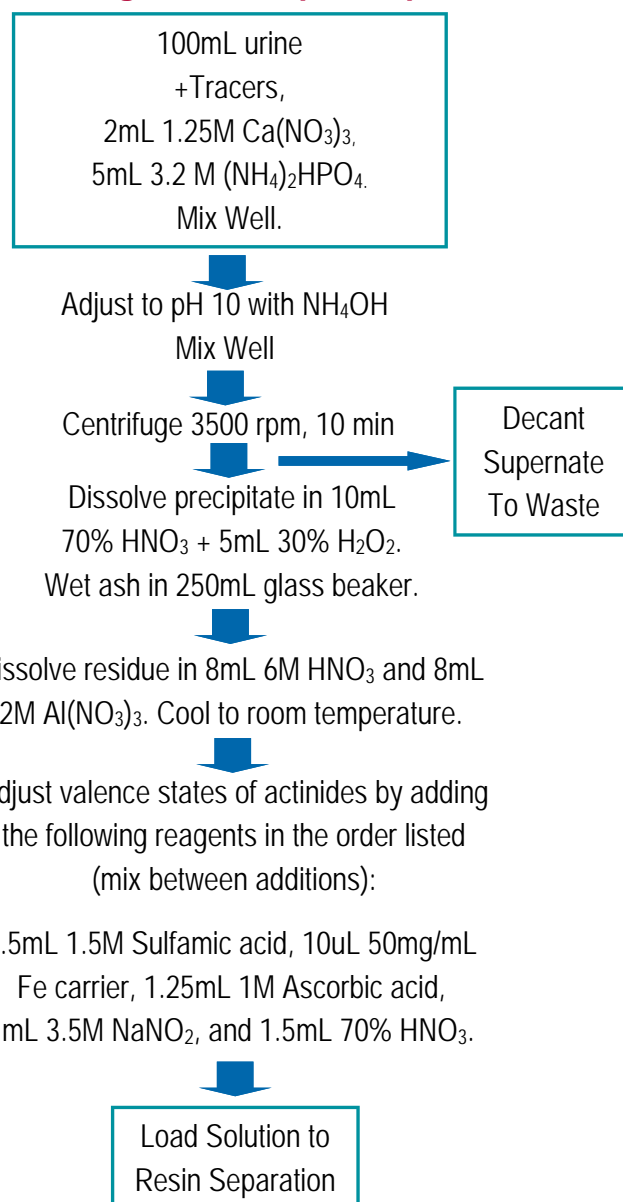 100mL urine
+Tracers,
2mL 1.25M Ca(NO₃)₃,
5mL 3.2 M (NH₄)₂HPO₄.
Mix Well.
Adjust to pH 10 with NH₄OH
Mix Well
Centrifuge 3500 rpm, 10 min
Decant
Supernate
To Waste
Dissolve precipitate in 10mL
70% HNO₃ + 5mL 30% H₂O₂.
Wet ash in 250mL glass beaker.
issolve residue in 8mL 6M HNO₃ and 8mL
2M Al(NO₃)₃. Cool to room temperature.
djust valence states of actinides by adding
the following reagents in the order listed
(mix between additions):
.5mL 1.5M Sulfamic acid, 10uL 50mg/mL
Fe carrier, 1.25mL 1M Ascorbic acid,
mL 3.5M NaNO₂, and 1.5mL 70% HNO₃.
Load Solution to
Resin Separation